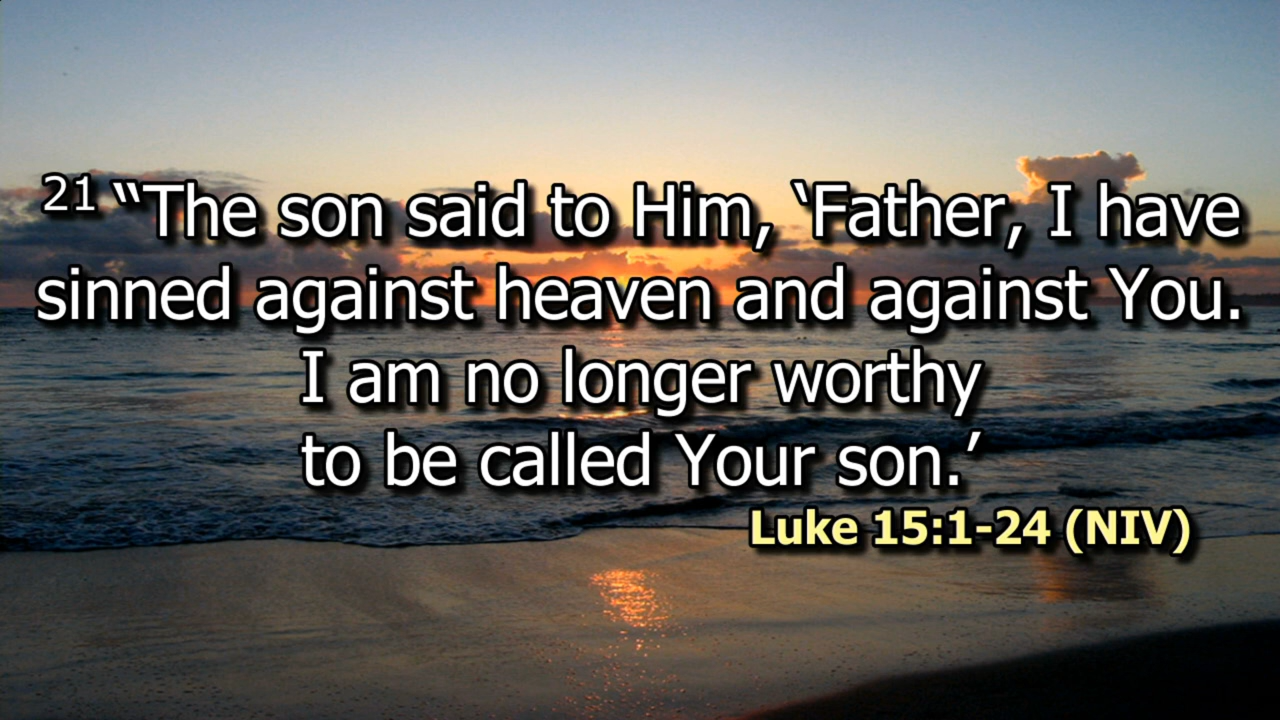 21 “The son said to Him, ‘Father, I have
sinned against heaven and against You.
I am no longer worthy
to be called Your son.’
Luke 15:1-24 (NIV)